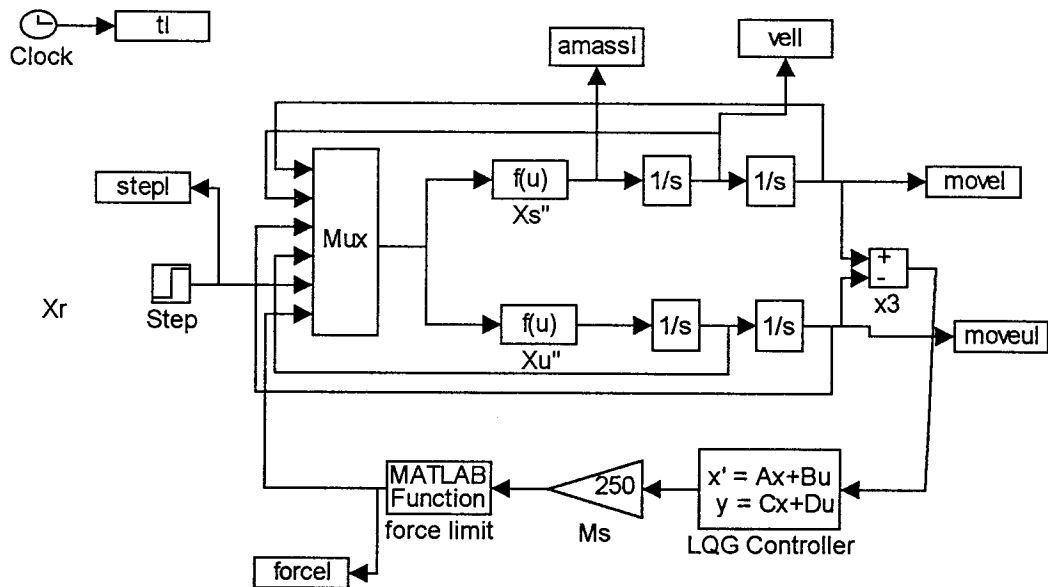 tl
Clock
amassl
vell
stepl
f(u)
1/s
1/s
movel
Xs"
Mux
+
-
x3
Xr
Step
f(u)
1/s
1/s
moveul
Xu"
MATLAB
Function
force limit
250
Ms
x' = Ax+Bu
y = Cx+Du
LQG Controller
forcel